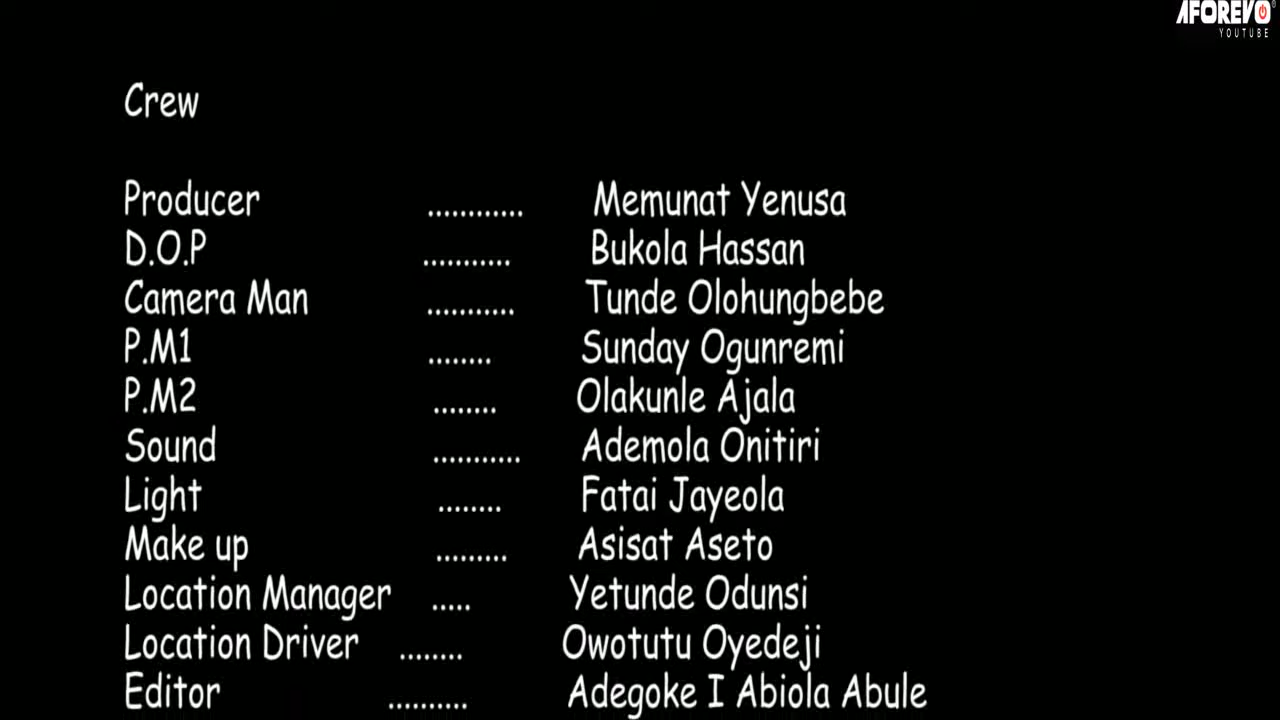 AFOREVO
YOUTUBE
Crew
Producer ............ Memunat Yenusa
D.O.P ........... Bukola Hassan
Camera Man ........... Tunde Olohungbebe
P.M1 ........ Sunday Ogunremi
P.M2 ........ Olakunle Ajala
Sound ........... Ademola Onitiri
Light ........ Fatai Jayeola
Make up ......... Asisat Aseto
Location Manager ..... Yetunde Odunsi
Location Driver ........ Owotutu Oyedeji
Editor .......... Adegoke I Abiola Abule